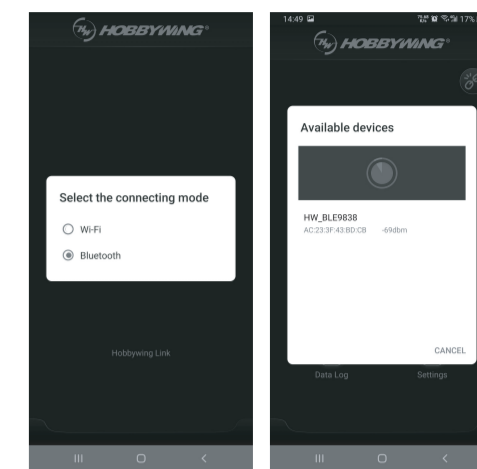 HOBBYWING®
Select the connecting mode
Wi-Fi
Bluetooth
Hobbywing Link
14:49
17%
HOBBYWING®
Available devices
HW_BLE9838
AC:23:3F:43:BD:CB -69dbm
CANCEL
Data Log
Settings